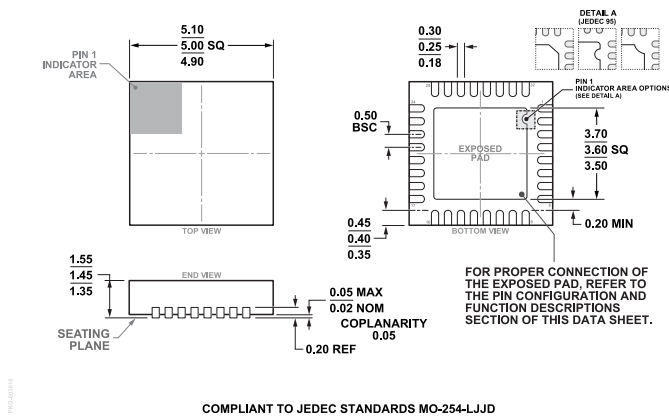 DETAIL A
(JEDEC 95)
5.10
5.00 SQ
4.90
PIN 1
INDICATOR
AREA
0.30
0.25
0.18
PIN 1
INDICATOR AREA OPTIONS
(SEE DETAIL A)
0.50
BSC
EXPOSED
PAD
3.70
3.60 SQ
3.50
0.45
0.40
0.35
0.20 MIN
TOP VIEW
BOTTOM VIEW
1.55
1.45
1.35
END VIEW
0.05 MAX
0.02 NOM
COPLANARITY
0.05
0.20 REF
SEATING
PLANE
FOR PROPER CONNECTION OF
THE EXPOSED PAD, REFER TO
THE PIN CONFIGURATION AND
FUNCTION DESCRIPTIONS
SECTION OF THIS DATA SHEET.
COMPLIANT TO JEDEC STANDARDS MO-254-LJJD